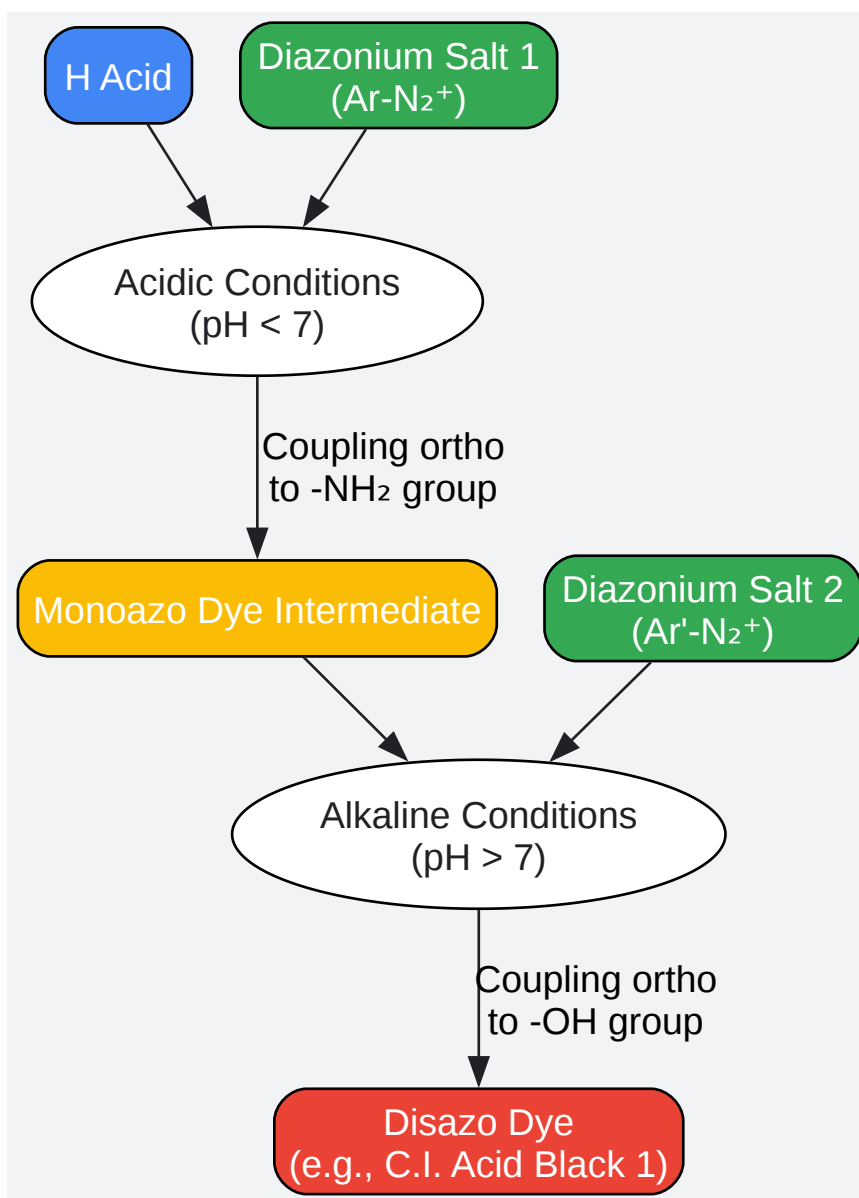 H Acid
Diazonium Salt 1
(Ar-N₂⁺)
Acidic Conditions
(pH < 7)
Coupling ortho
to -NH₂ group
Monoazo Dye Intermediate
Diazonium Salt 2
(Ar'-N₂⁺)
Alkaline Conditions
(pH > 7)
Coupling ortho
to -OH group
Disazo Dye
(e.g., C.I. Acid Black 1)